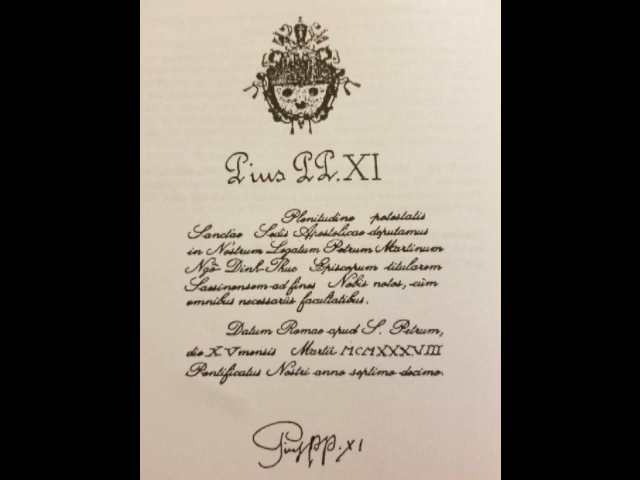 Pius PP. XI
Plenitudine potestatis
Sanctae Sedis Apostolicae deputamus
in Nostrum Legatum Petrum Martinum
Ngô-Dinh-Thuc Episcopum titularem
Saesinensem ad fines Nobis notos, cum
omnibus necessariis facultatibus.
Datum Romae apud S. Petrum,
die X V mensis Martii MCMXXXVIII
Pontificatus Nostri anno septimo decimo.
Pius PP. XI